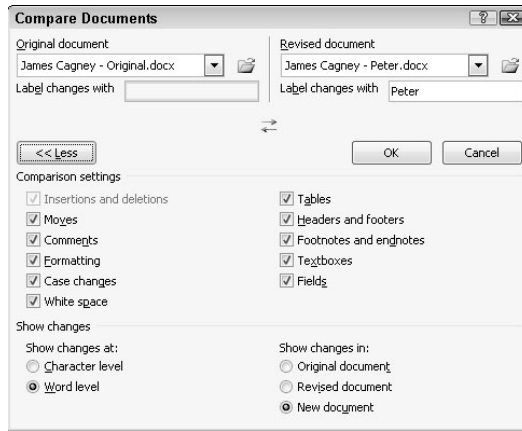 Compare Documents
Original document
Revised document
James Cagney - Original.docx
James Cagney - Peter.docx
Label changes with
Label changes with Peter
<< Less
OK
Cancel
Comparison settings
Insertions and deletions
Tables
Moves
Headers and footers
Comments
Footnotes and endnotes
Formatting
Textboxes
Case changes
Fields
White space
Show changes
Show changes at:
Show changes in:
Character level
Original document
Word level
Revised document
New document